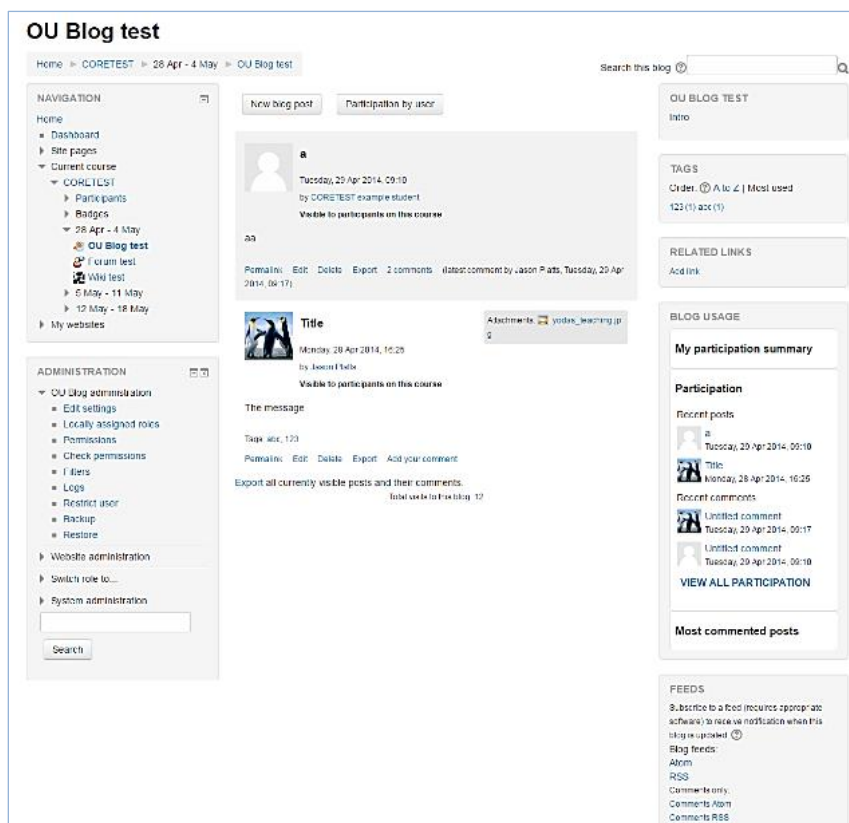 OU Blog test
Home ► CORETEST ► 28 Apr - 4 May ► OU Blog test
Search this blog
NAVIGATION
Home
Dashboard
Site pages
Current course
CORETEST
Participants
Badges
28 Apr - 4 May
OU Blog test
Forum test
Wiki test
5 May - 11 May
12 May - 18 May
My websites
ADMINISTRATION
OU Blog administration
Edit settings
Locally assigned roles
Permissions
Check permissions
Filters
Logs
Restrict user
Backup
Restore
Website administration
Switch role to...
System administration
Search
New blog post
Participation by user
a
Tuesday, 29 Apr 2014, 09:10
by CORETEST example student
Visible to participants on this course
aa
Permalink Edit Delete Export 2 comments (latest comment by Jason Platts, Tuesday, 29 Apr
2014, 09:17)
Title
Monday, 28 Apr 2014, 16:25
by Jason Platts
Visible to participants on this course
Attachments: yodas_teaching.jp
g
The message
Tags: abc, 123
Permalink Edit Delete Export Add your comment
Export all currently visible posts and their comments.
Total visits to this blog: 12
OU BLOG TEST
Intro
TAGS
Order: A to Z | Most used
123 (1) abc (1)
RELATED LINKS
Add link
BLOG USAGE
My participation summary
Participation
Recent posts
a
Tuesday, 29 Apr 2014, 09:10
Title
Monday, 28 Apr 2014, 16:25
Recent comments
Untitled comment
Tuesday, 29 Apr 2014, 09:17
Untitled comment
Tuesday, 29 Apr 2014, 09:10
VIEW ALL PARTICIPATION
Most commented posts
FEEDS
Subscribe to a feed (requires appropriate
software) to receive notification when this
blog is updated.
Blog feeds:
Atom
RSS
Comments only:
Comments Atom
Comments RSS